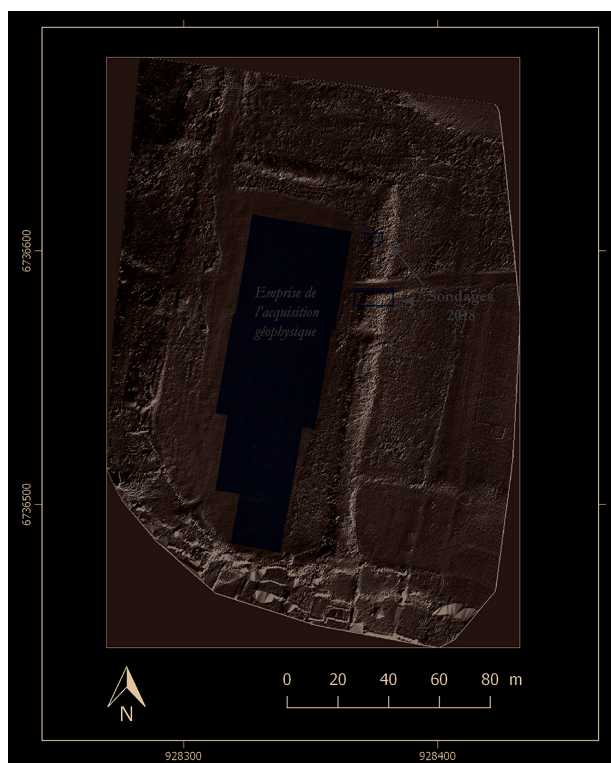 6736600
6736500
Emprise de
l'acquisition
géophysique
Sondages
2018
0 20 40 60 80 m
N
928300 928400